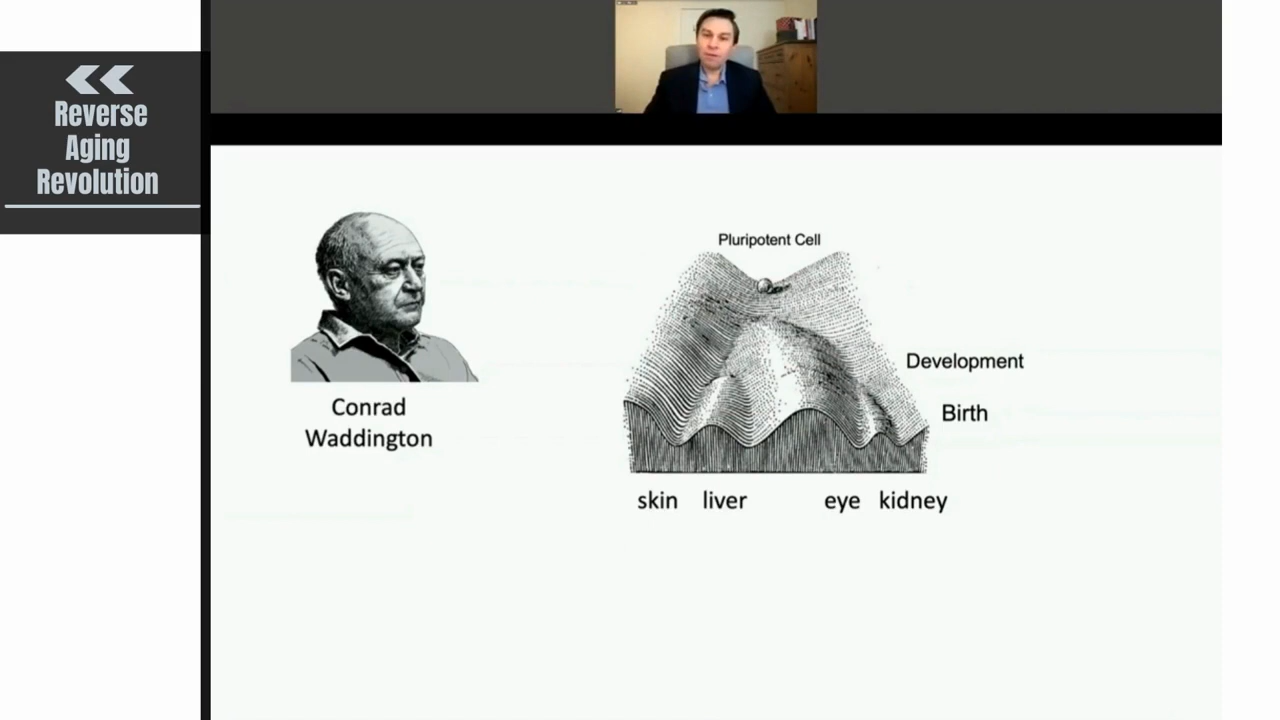 Reverse
Aging
Revolution
Conrad
Waddington
Pluripotent Cell
Development
Birth
skin liver eye kidney